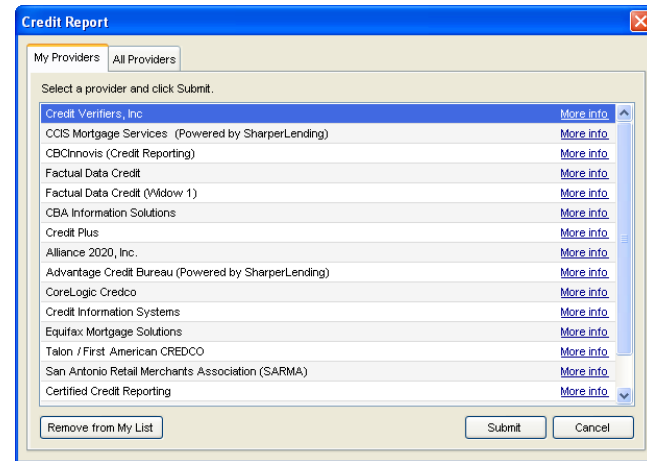 Credit Report
My Providers All Providers
Select a provider and click Submit.
Credit Verifiers, Inc More info
CCIS Mortgage Services (Powered by SharperLending) More info
CBCInnovis (Credit Reporting) More info
Factual Data Credit More info
Factual Data Credit (Widow 1) More info
CBA Information Solutions More info
Credit Plus More info
Alliance 2020, Inc. More info
Advantage Credit Bureau (Powered by SharperLending) More info
CoreLogic Credco More info
Credit Information Systems More info
Equifax Mortgage Solutions More info
Talon / First American CREDCO More info
San Antonio Retail Merchants Association (SARMA) More info
Certified Credit Reporting More info
Remove from My List Submit Cancel